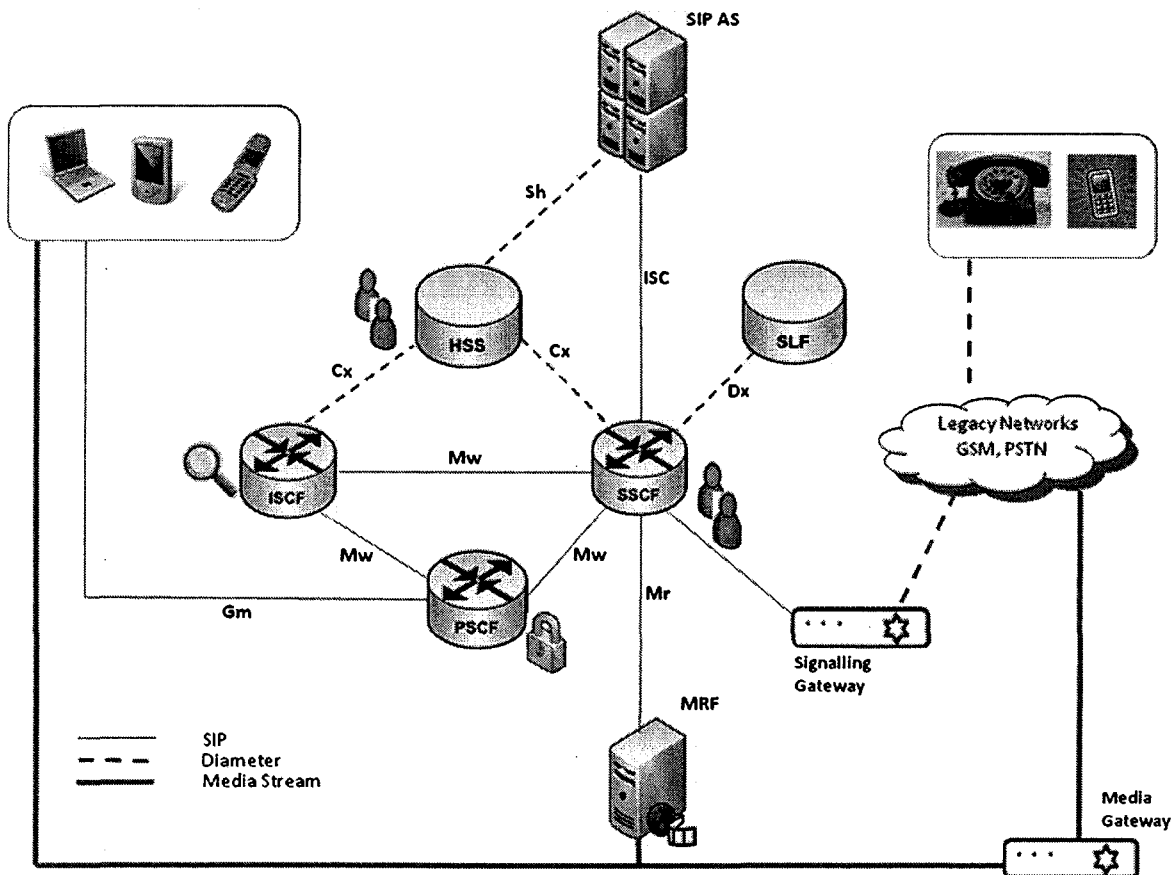 SIP AS
Sh
ISC
HSS
SLF
Cx
Cx
Dx
Legacy Networks
GSM, PSTN
ISCF
Mw
SSCF
Mw
Mw
PSCF
Gm
Mr
Signalling
Gateway
MRF
SIP
Diameter
Media Stream
Media
Gateway